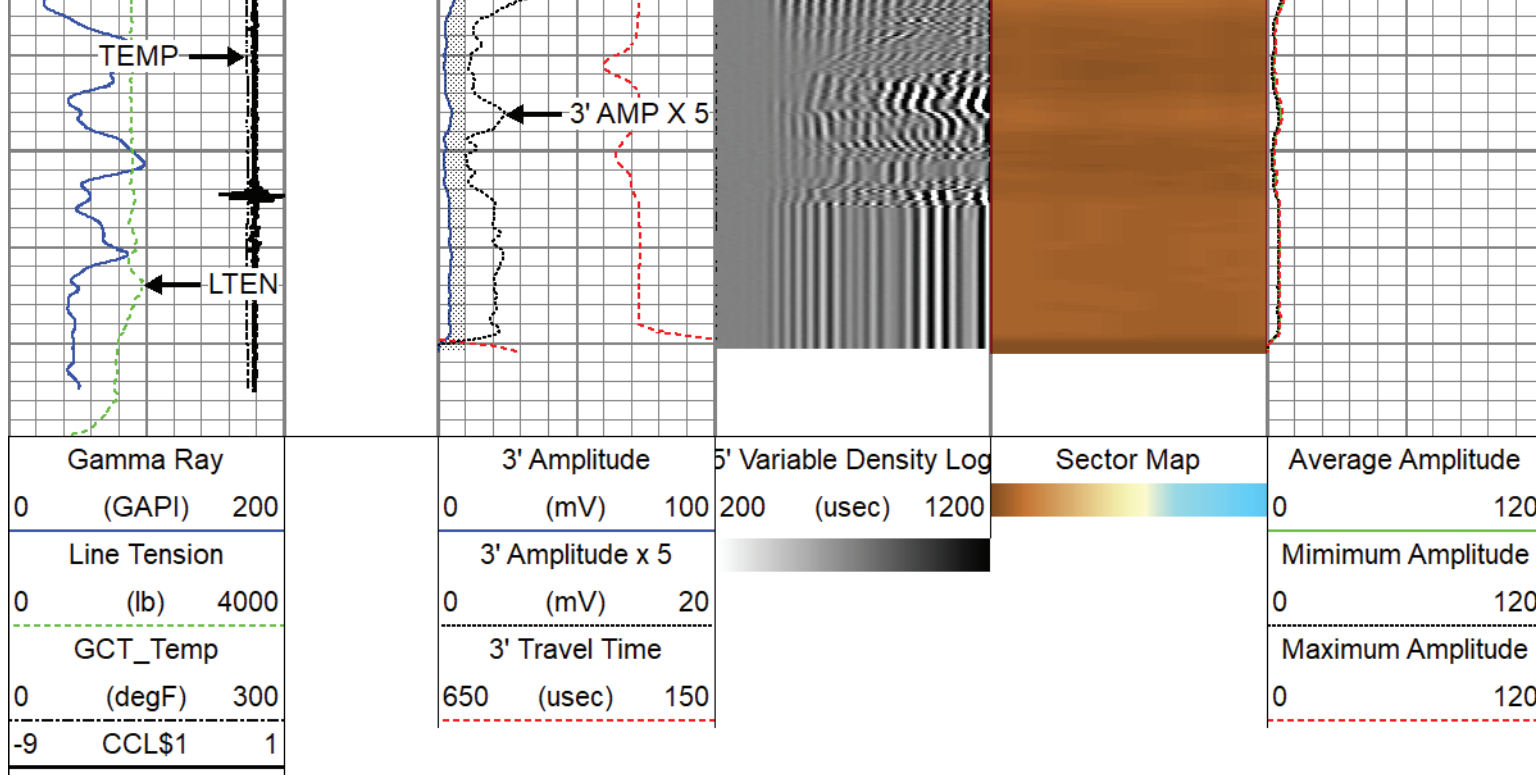 TEMP
3' AMP X 5
LTEN
Gamma Ray
0 (GAPI) 200
Line Tension
0 (lb) 4000
GCT_Temp
0 (degF) 300
-9 CCL$1 1
3' Amplitude
0 (mV) 100
3' Amplitude x 5
0 (mV) 20
3' Travel Time
650 (usec) 150
5' Variable Density Log
200 (usec) 1200
Sector Map
Average Amplitude
0 120
Mimimum Amplitude
0 120
Maximum Amplitude
0 120